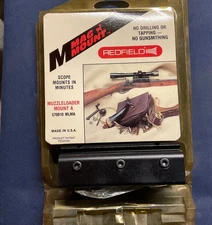 MAG MOUNT
NO DRILLING OR
TAPPING —
NO GUNSMITHING
REDFIELD
SCOPE
MOUNTS IN
MINUTES
MUZZLELOADER
MOUNT A
MADE IN U.S.A.